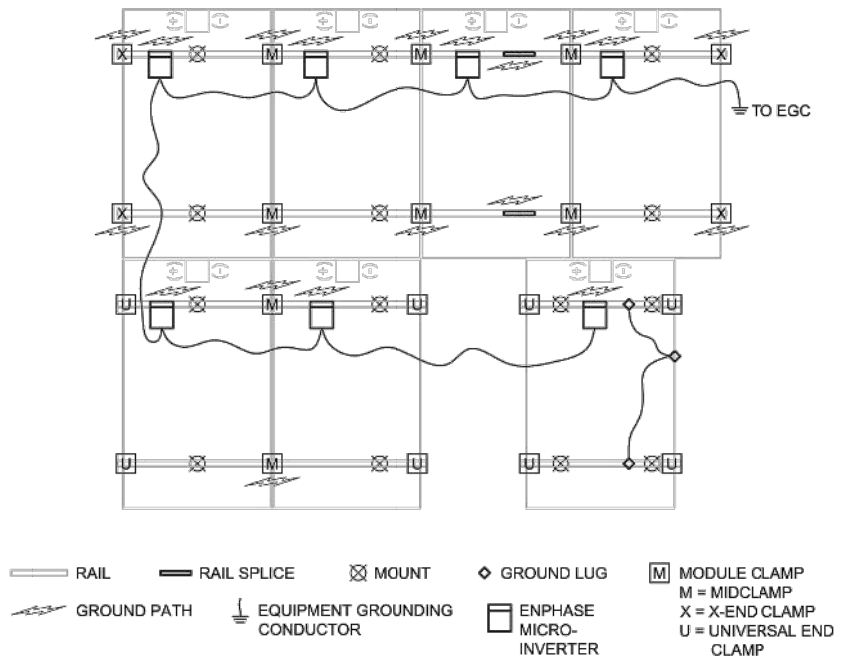 X M M M X
TO EGC
X M M M X
U M U U U
U M U U U
RAIL RAIL SPLICE MOUNT GROUND LUG M MODULE CLAMP
M = MIDCLAMP
GROUND PATH EQUIPMENT GROUNDING ENPHASE X = X-END CLAMP
CONDUCTOR MICRO- U = UNIVERSAL END
INVERTER CLAMP